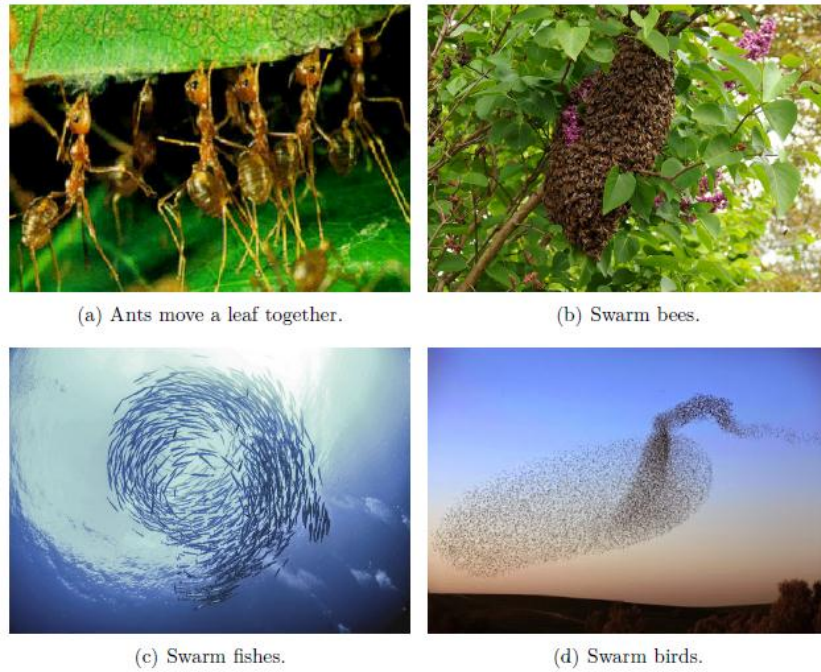 (a) Ants move a leaf together.
(b) Swarm bees.
(c) Swarm fishes.
(d) Swarm birds.